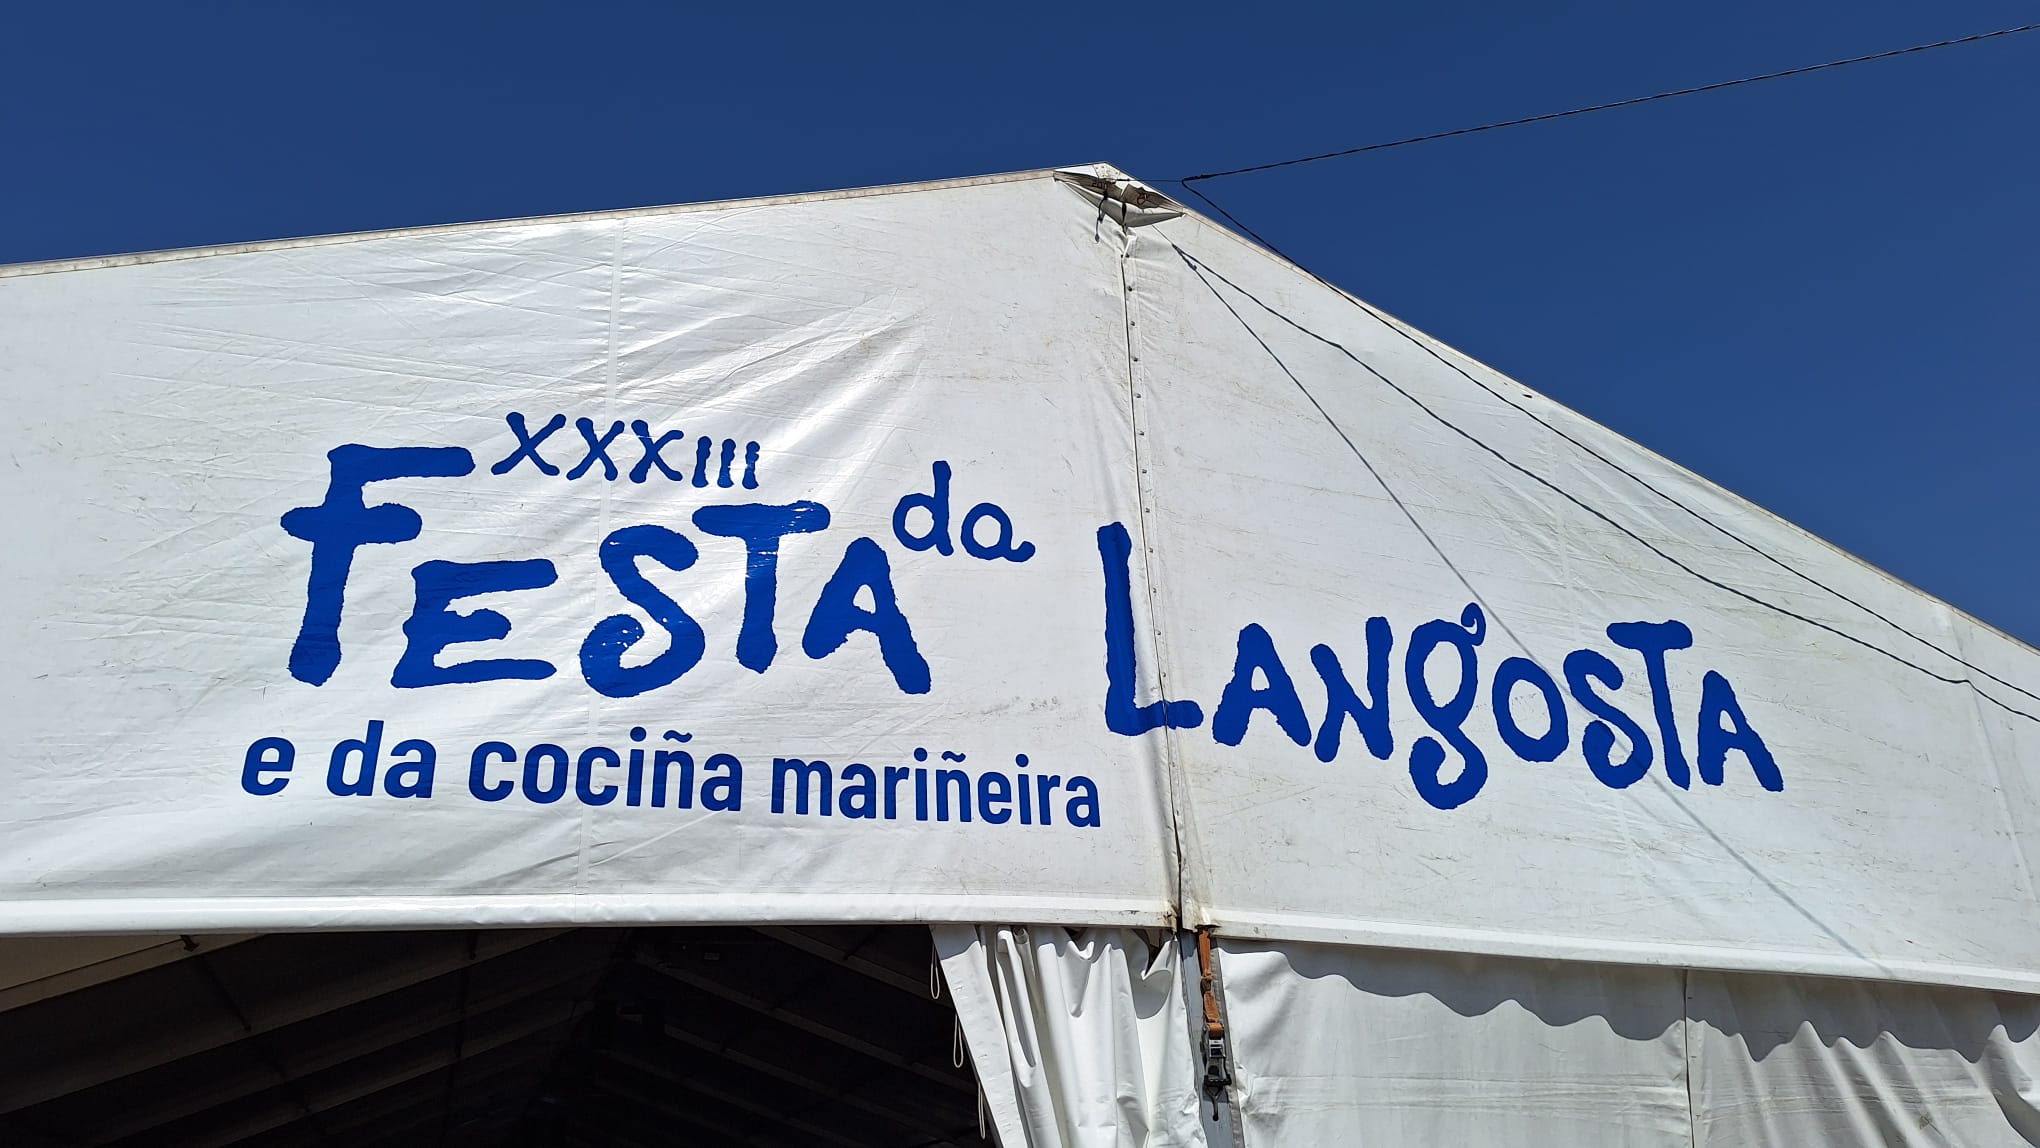 XXXIII
FESTA da LANgOSTA
e da cociña mariñeira